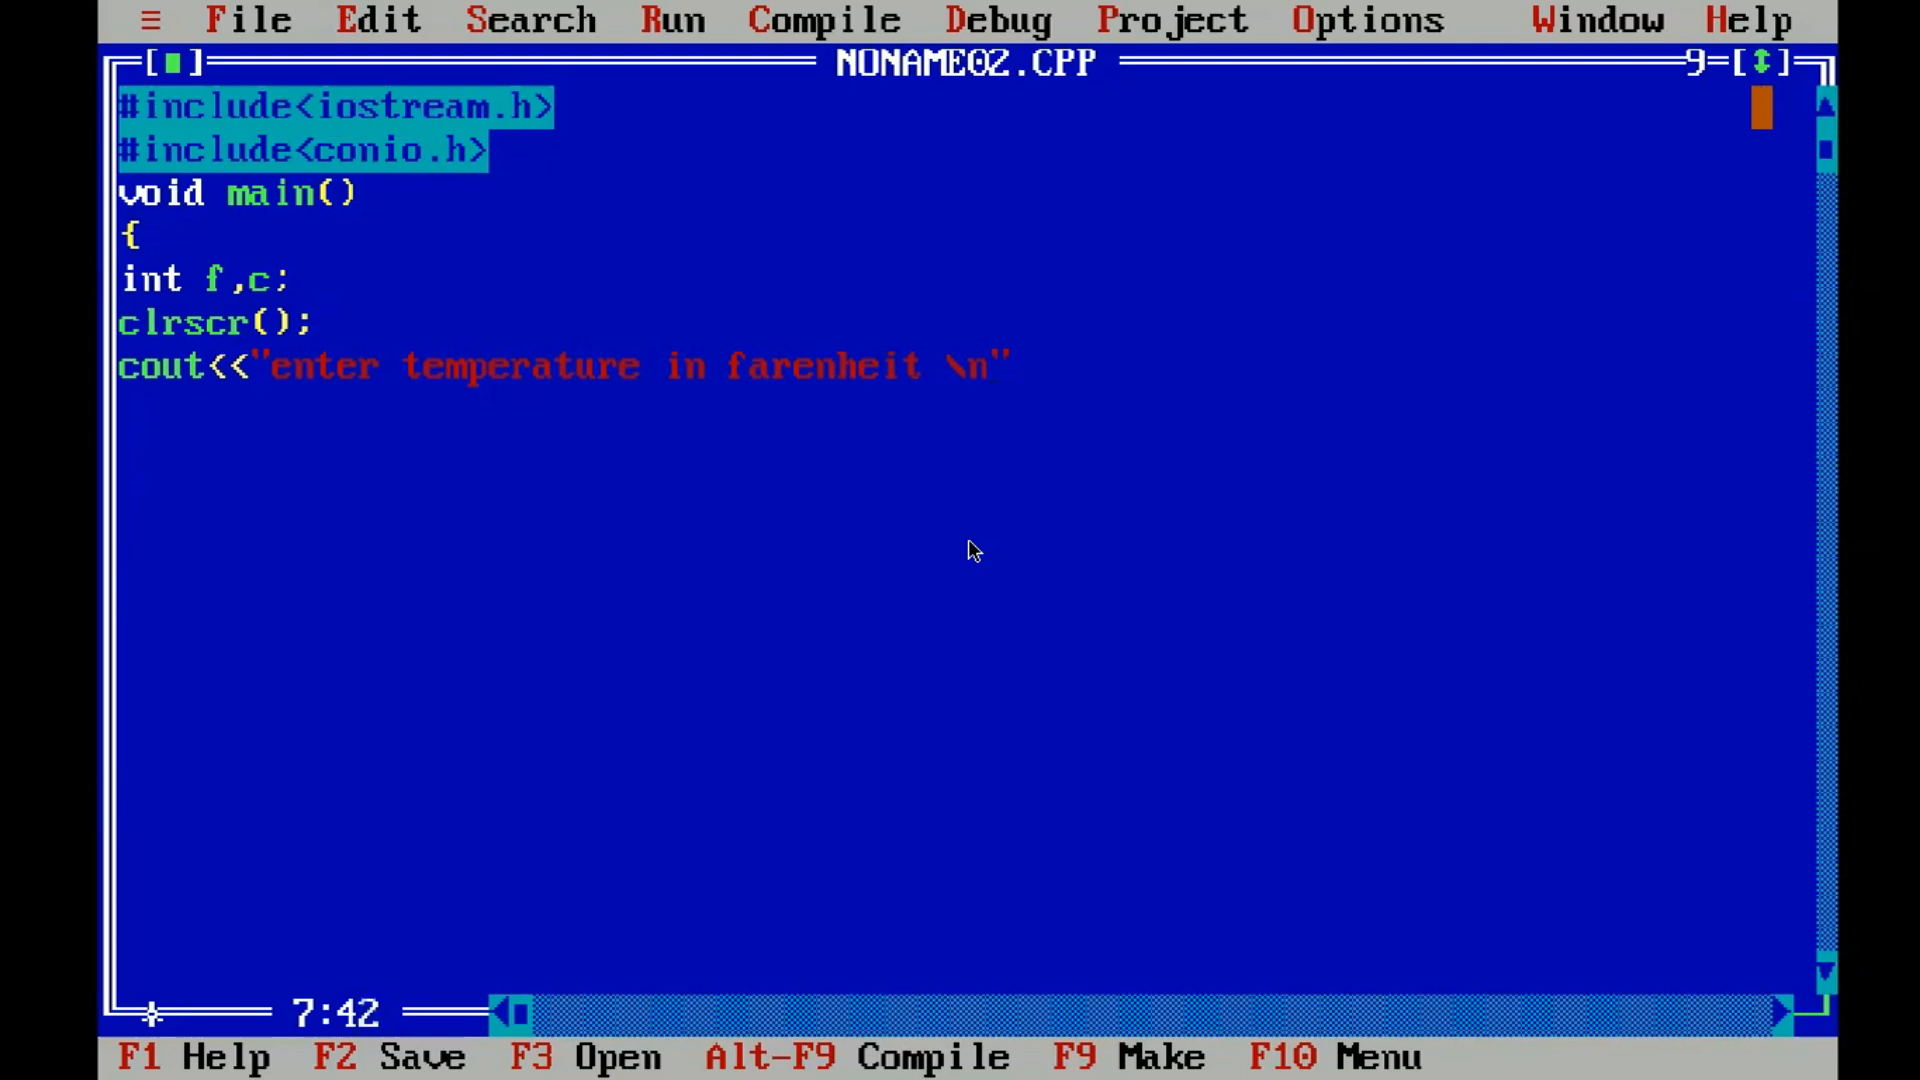 ≡ File Edit Search Run Compile Debug Project Options Window Help
[■] NONAME02.CPP 9=[↕]
#include<iostream.h>
#include<conio.h>
void main()
{
int f,c;
clrscr();
cout<<"enter temperature in farenheit \n"
7:42
F1 Help F2 Save F3 Open Alt-F9 Compile F9 Make F10 Menu